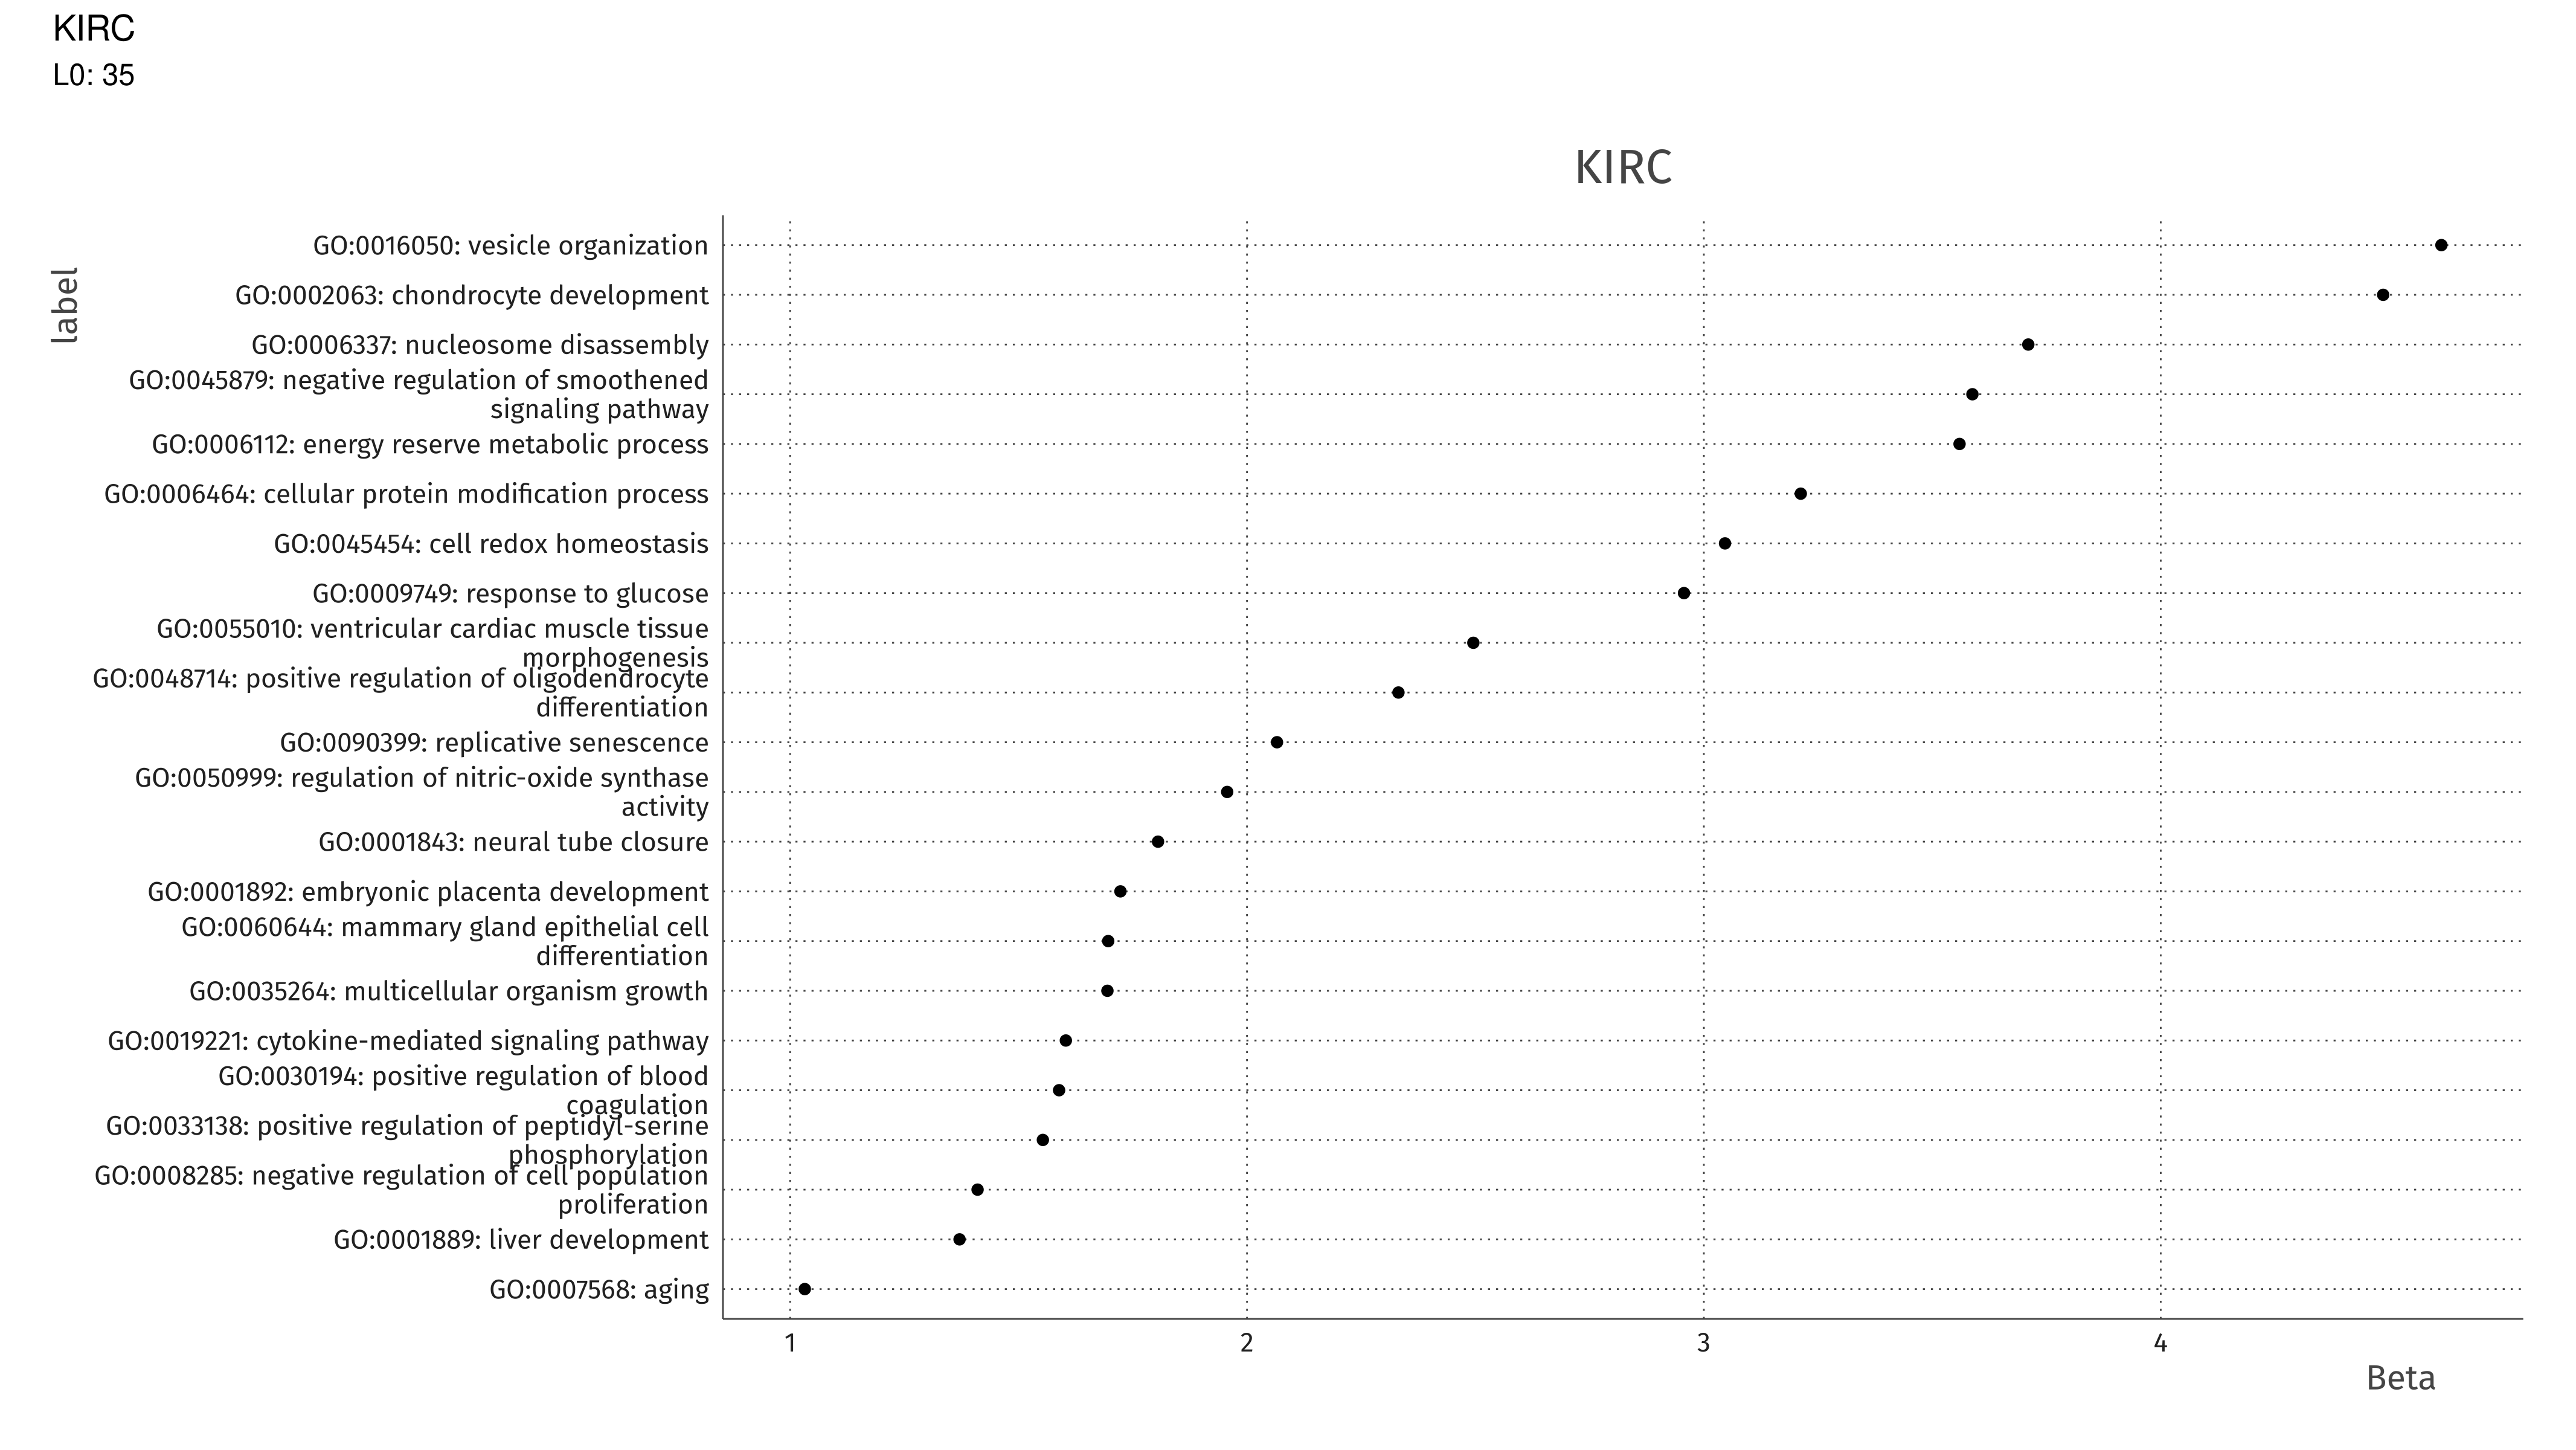 KIRC
L0: 35
KIRC
label
GO:0016050: vesicle organization
GO:0002063: chondrocyte development
GO:0006337: nucleosome disassembly
GO:0045879: negative regulation of smoothened
signaling pathway
GO:0006112: energy reserve metabolic process
GO:0006464: cellular protein modification process
GO:0045454: cell redox homeostasis
GO:0009749: response to glucose
GO:0055010: ventricular cardiac muscle tissue
morphogenesis
GO:0048714: positive regulation of oligodendrocyte
differentiation
GO:0090399: replicative senescence
GO:0050999: regulation of nitric-oxide synthase
activity
GO:0001843: neural tube closure
GO:0001892: embryonic placenta development
GO:0060644: mammary gland epithelial cell
differentiation
GO:0035264: multicellular organism growth
GO:0019221: cytokine-mediated signaling pathway
GO:0030194: positive regulation of blood
coagulation
GO:0033138: positive regulation of peptidyl-serine
phosphorylation
GO:0008285: negative regulation of cell population
proliferation
GO:0001889: liver development
GO:0007568: aging
1 2 3 4
Beta